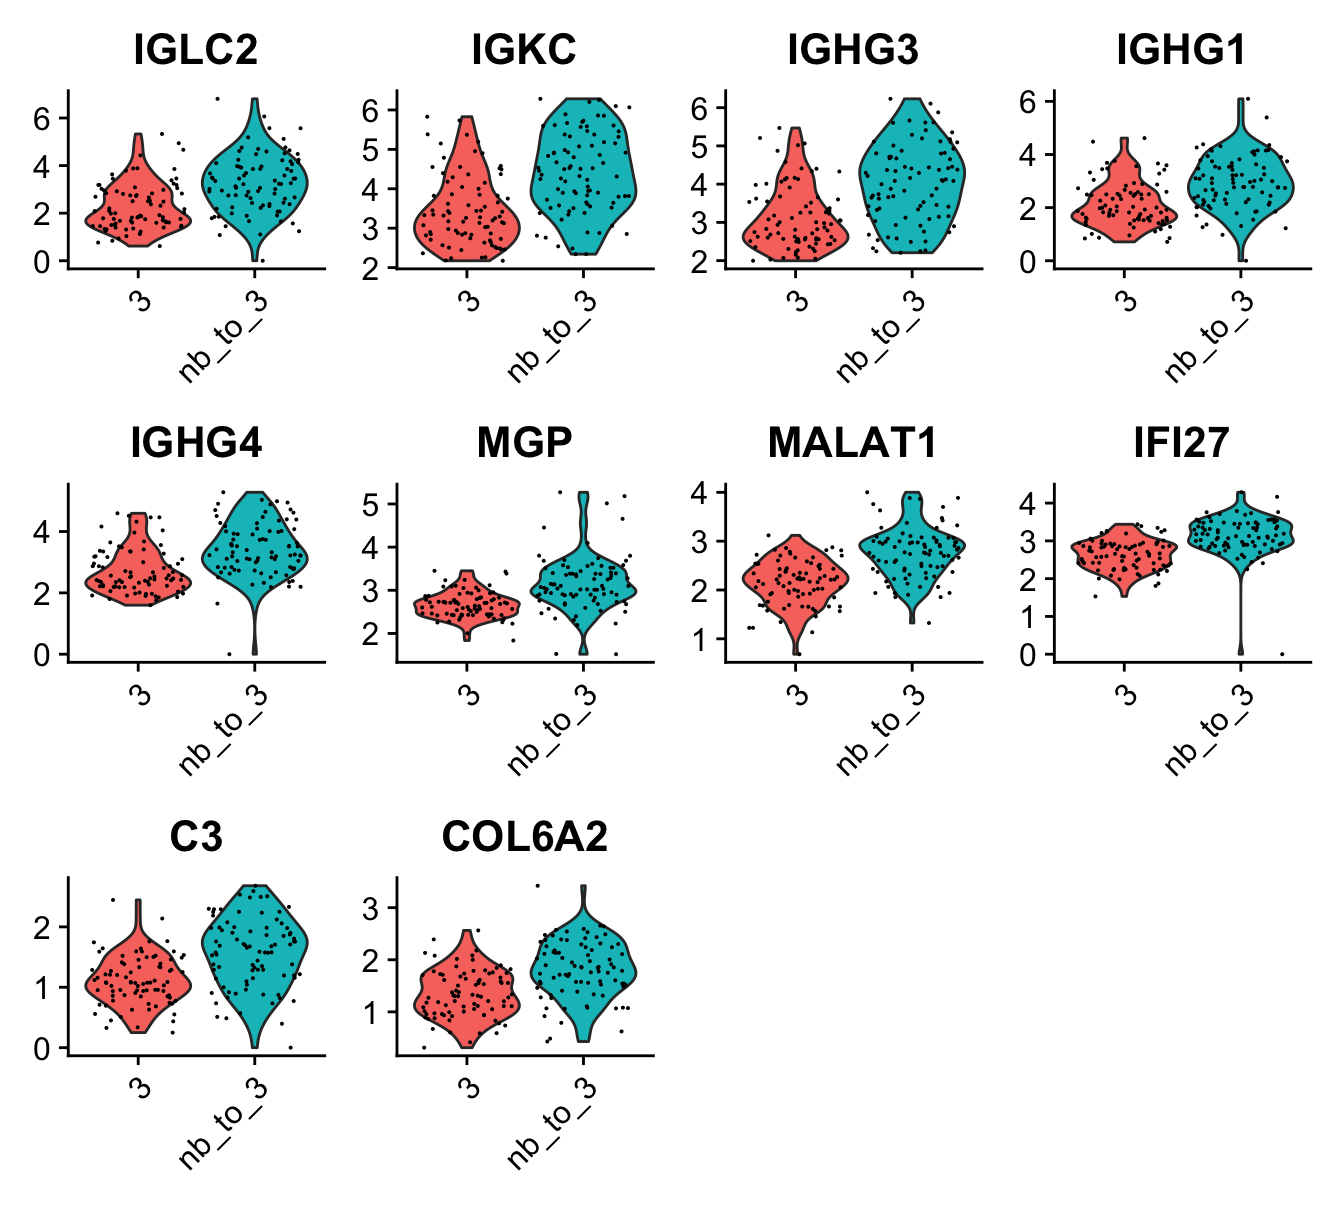 IGLC2 IGKC IGHG3 IGHG1
6 4 2 0
6 5 4 3 2
6 5 4 3 2
6 4 2 0
3 nb_to_3 3 nb_to_3 3 nb_to_3 3 nb_to_3
IGHG4 MGP MALAT1 IFI27
4 2 0
5 4 3 2
4 3 2 1
4 3 2 1 0
3 nb_to_3 3 nb_to_3 3 nb_to_3 3 nb_to_3
C3 COL6A2
2 1 0
3 2 1
3 nb_to_3 3 nb_to_3